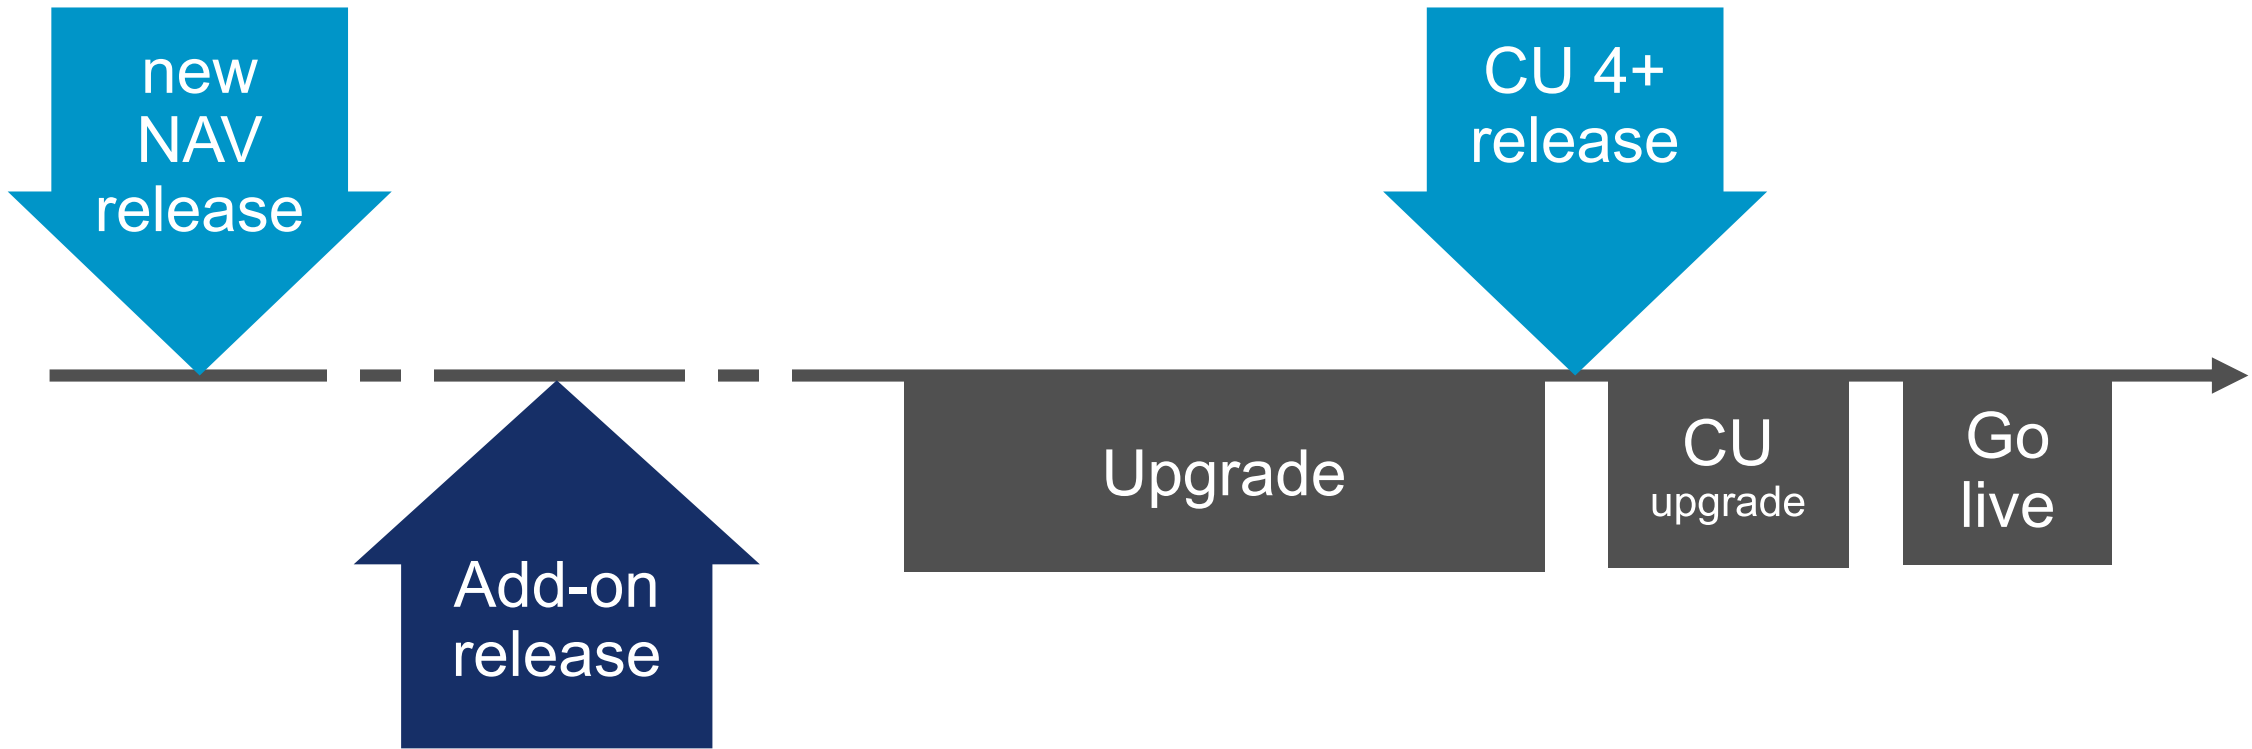 new
NAV
release
CU 4+
release
Add-on
release
Upgrade
CU
upgrade
Go
live